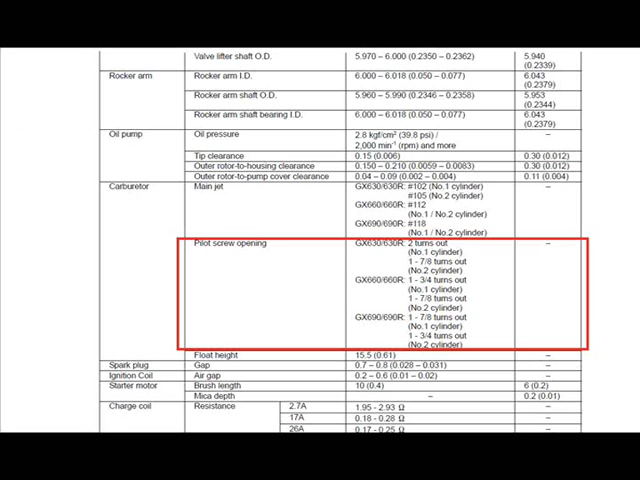 Valve lifter shaft O.D. 5.970 – 6.000 (0.2350 – 0.2362) 5.940
(0.2339)
Rocker arm Rocker arm I.D. 6.000 – 6.018 (0.050 – 0.077) 6.043
(0.2379)
Rocker arm shaft O.D. 5.960 – 5.990 (0.2346 – 0.2358) 5.953
(0.2344)
Rocker arm shaft bearing I.D. 6.000 – 6.018 (0.050 – 0.077) 6.043
(0.2379)
Oil pump Oil pressure 2.8 kgf/cm² (39.8 psi) / –
2,000 min⁻¹ (rpm) and more
Tip clearance 0.15 (0.006) 0.30 (0.012)
Outer rotor-to-housing clearance 0.150 – 0.210 (0.0059 – 0.0083) 0.30 (0.012)
Outer rotor-to-pump cover clearance 0.04 – 0.09 (0.002 – 0.004) 0.11 (0.004)
Carburetor Main jet GX630/630R: #102 (No.1 cylinder) –
#105 (No.2 cylinder)
GX660/660R: #112
(No.1 / No.2 cylinder)
GX690/690R: #118
(No.1 / No.2 cylinder)
Pilot screw opening GX630/630R: 2 turns out –
(No.1 cylinder)
1 - 7/8 turns out
(No.2 cylinder)
GX660/660R: 1 - 3/4 turns out
(No.1 cylinder)
1 - 7/8 turns out
(No.2 cylinder)
GX690/690R: 1 - 7/8 turns out
(No.1 cylinder)
1 - 3/4 turns out
(No.2 cylinder)
Float height 15.5 (0.61) –
Spark plug Gap 0.7 – 0.8 (0.028 – 0.031) –
Ignition Coil Air gap 0.2 – 0.6 (0.01 – 0.02) –
Starter motor Brush length 10 (0.4) 6 (0.2)
Mica depth – 0.2 (0.01)
Charge coil Resistance 2.7A 1.95 - 2.93 Ω –
17A 0.18 - 0.28 Ω –
26A 0.17 - 0.25 Ω –